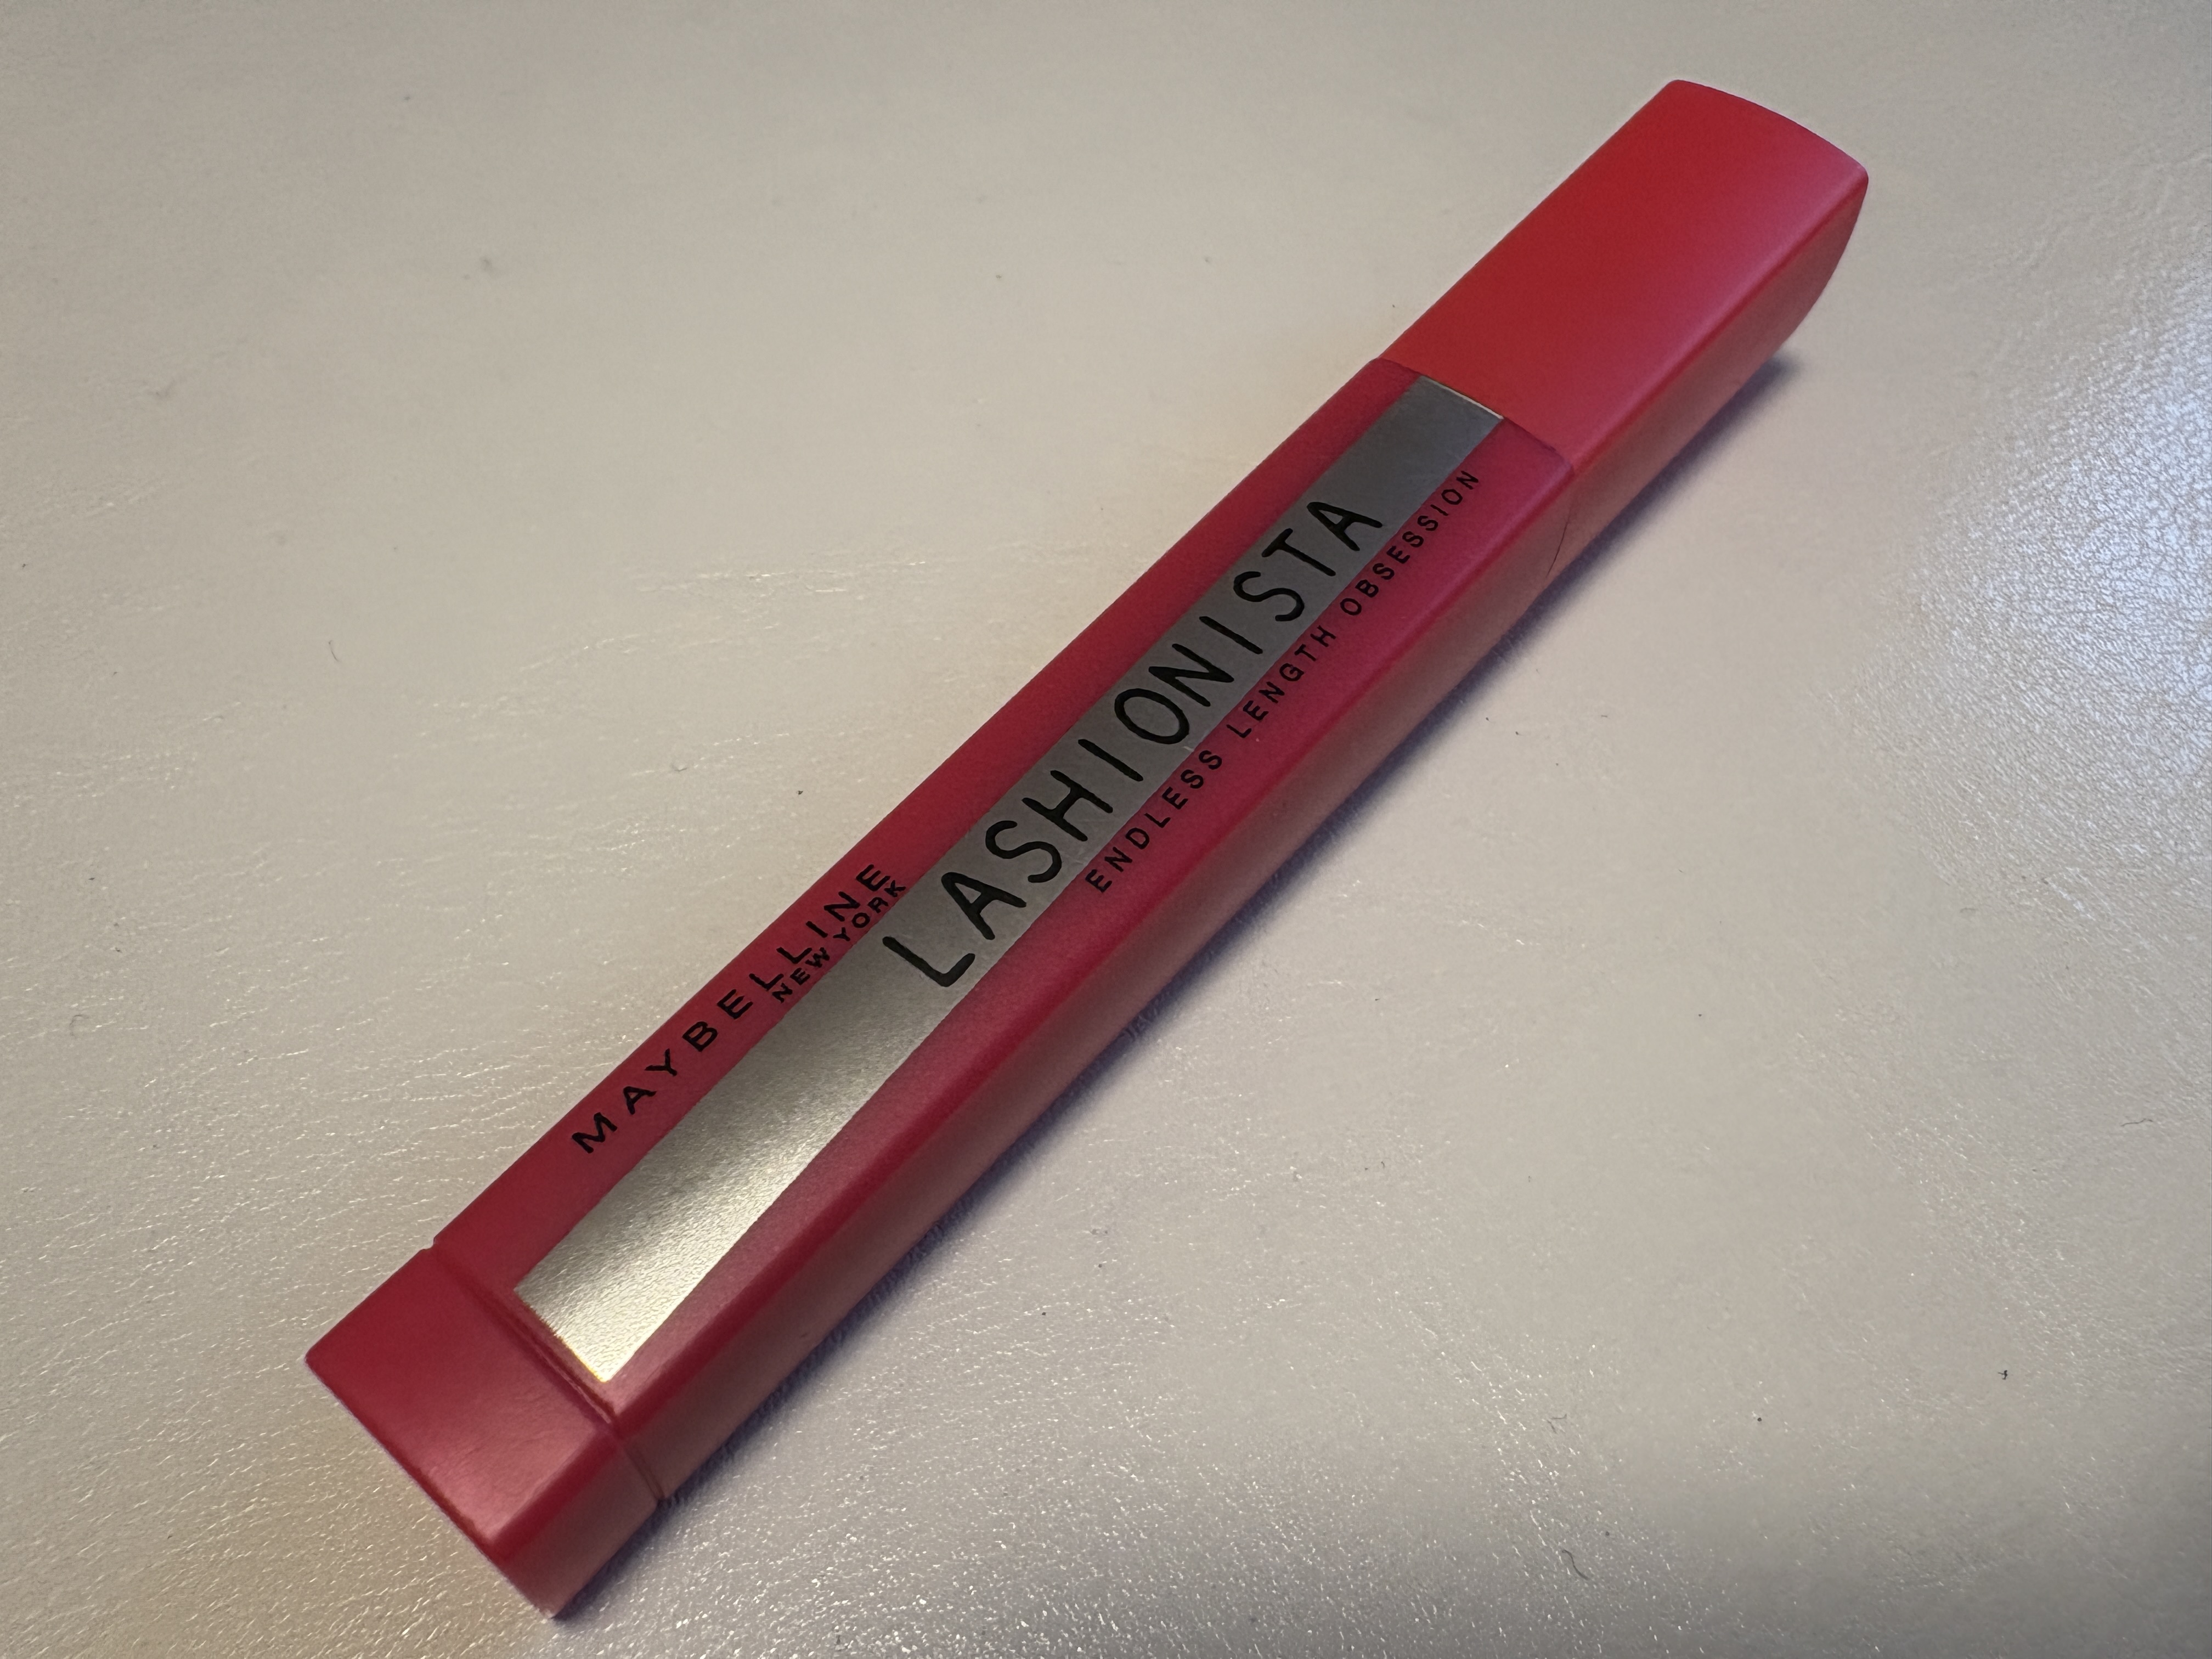 MAYBELLINE
NEW YORK
LASHIONISTA
ENDLESS LENGTH OBSESSION